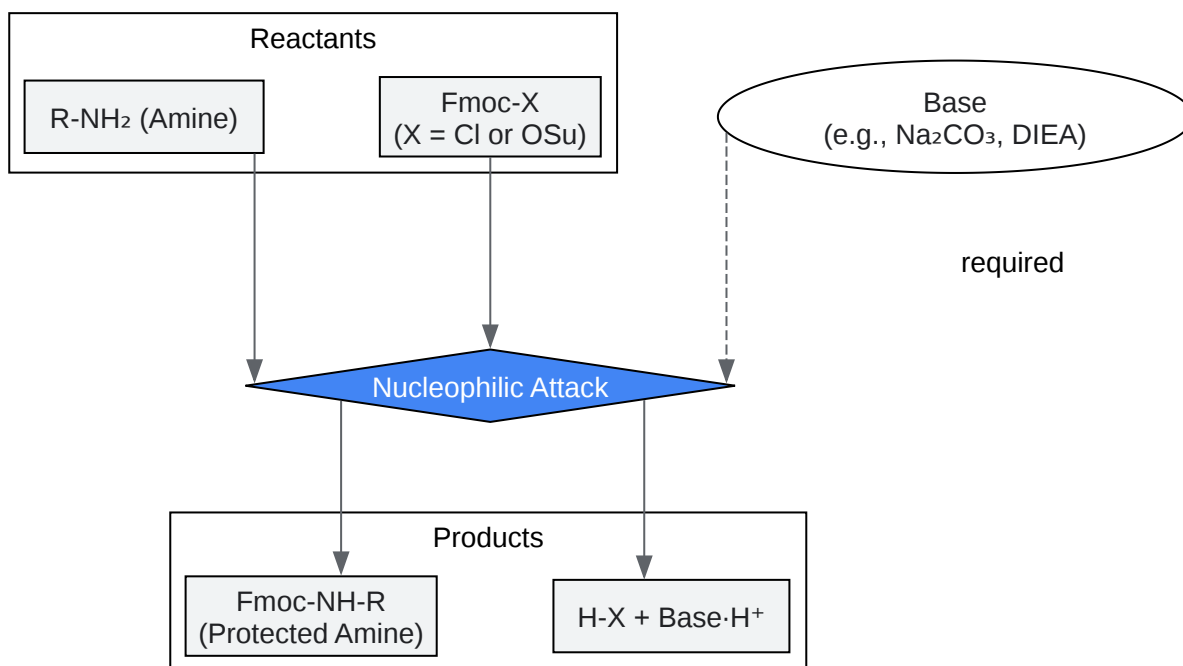 Reactants
R-NH₂ (Amine)
Fmoc-X
(X = Cl or OSu)
Base
(e.g., Na₂CO₃, DIEA)
required
Nucleophilic Attack
Products
Fmoc-NH-R
(Protected Amine)
H-X + Base·H⁺